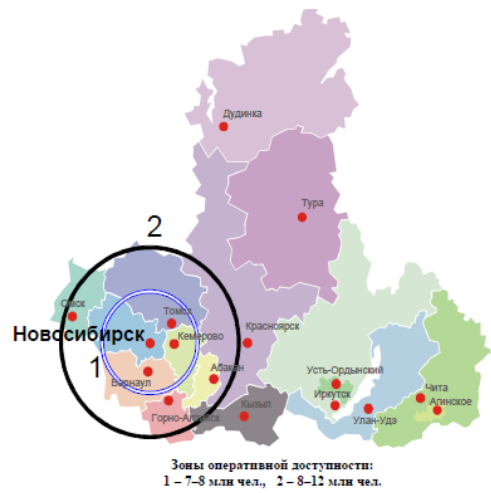 Дудинка
Тура
2
Омск
Томск
Новосибирск
Кемерово
Красноярск
1
Барнаул
Абакан
Усть-Ордынский
Иркутск
Чита
Агинское
Горно-Алтайск
Кызыл
Улан-Удэ
Зоны оперативной доступности:
1 – 7–8 млн чел., 2 – 8–12 млн чел.